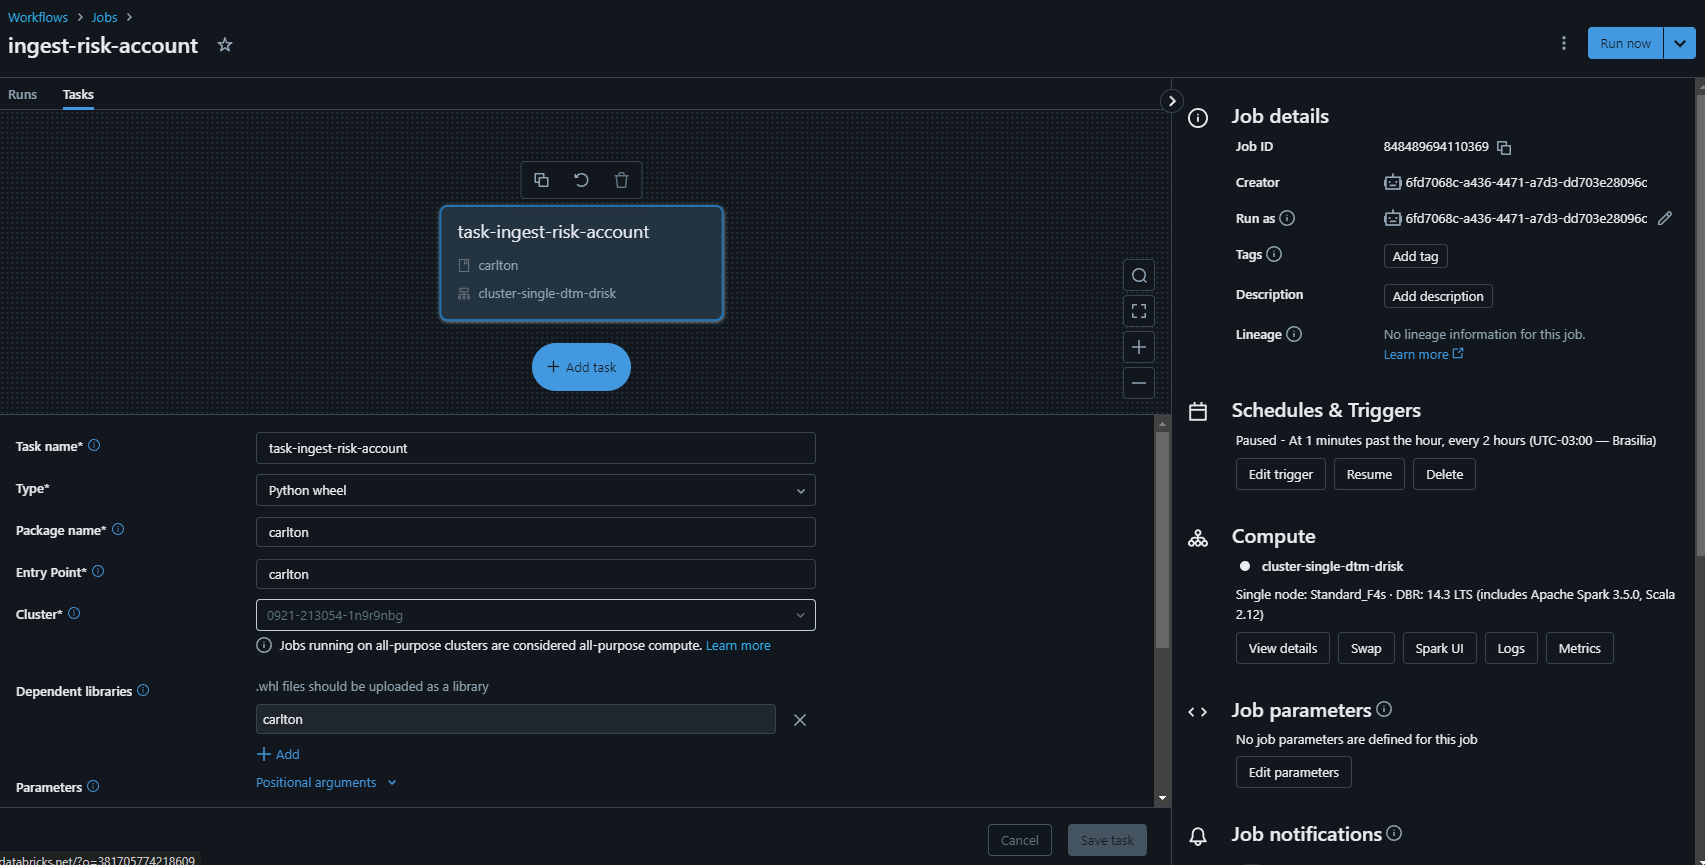 Workflows > Jobs >
ingest-risk-account
Run now
Runs
Tasks
task-ingest-risk-account
carlton
cluster-single-dtm-drisk
+ Add task
Task name*
task-ingest-risk-account
Type*
Python wheel
Package name*
carlton
Entry Point*
carlton
Cluster*
0921-213054-1n9r9nbg
Jobs running on all-purpose clusters are considered all-purpose compute. Learn more
Dependent libraries
.whl files should be uploaded as a library
carlton
+ Add
Parameters
Positional arguments
Cancel
Save task
databricks.net/?o=381705774218609
Job details
Job ID
848489694110369
Creator
6fd7068c-a436-4471-a7d3-dd703e28096c
Run as
6fd7068c-a436-4471-a7d3-dd703e28096c
Tags
Add tag
Description
Add description
Lineage
No lineage information for this job.
Learn more
Schedules & Triggers
Paused - At 1 minutes past the hour, every 2 hours (UTC-03:00 — Brasilia)
Edit trigger
Resume
Delete
Compute
cluster-single-dtm-drisk
Single node: Standard_F4s · DBR: 14.3 LTS (includes Apache Spark 3.5.0, Scala
2.12)
View details
Swap
Spark UI
Logs
Metrics
Job parameters
No job parameters are defined for this job
Edit parameters
Job notifications